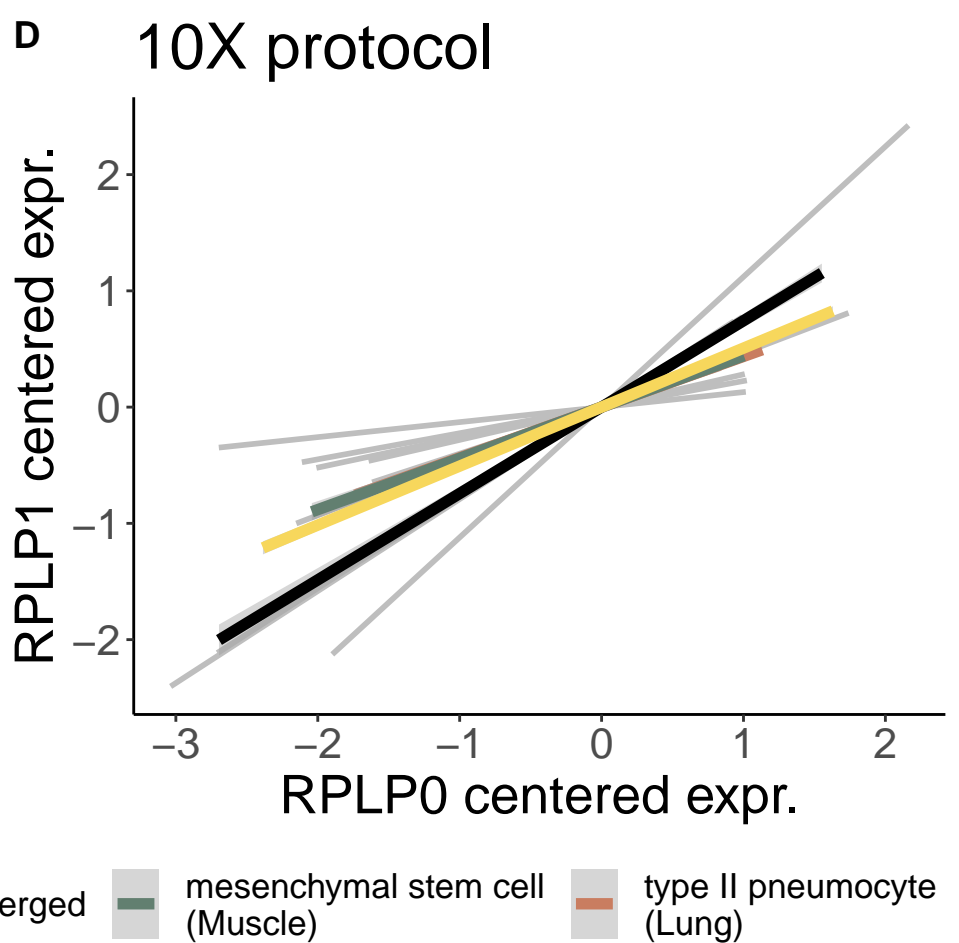 D
10X protocol
RPLP1 centered expr.
2
1
0
−1
−2
−3 −2 −1 0 1 2
RPLP0 centered expr.
erged
mesenchymal stem cell
(Muscle)
type II pneumocyte
(Lung)